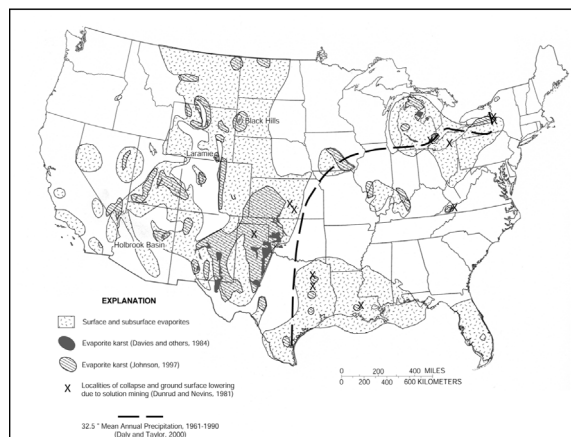 Black Hills
Laramie
Holbrook Basin
EXPLANATION
Surface and subsurface evaporites
Evaporite karst (Davies and others, 1984)
Evaporite karst (Johnson, 1997)
X Localities of collapse and ground surface lowering
due to solution mining (Dunrud and Nevins, 1981)
32.5" Mean Annual Precipitation, 1961-1990
(Daly and Taylor, 2000)
0 200 400 MILES
0 200 400 600 KILOMETERS